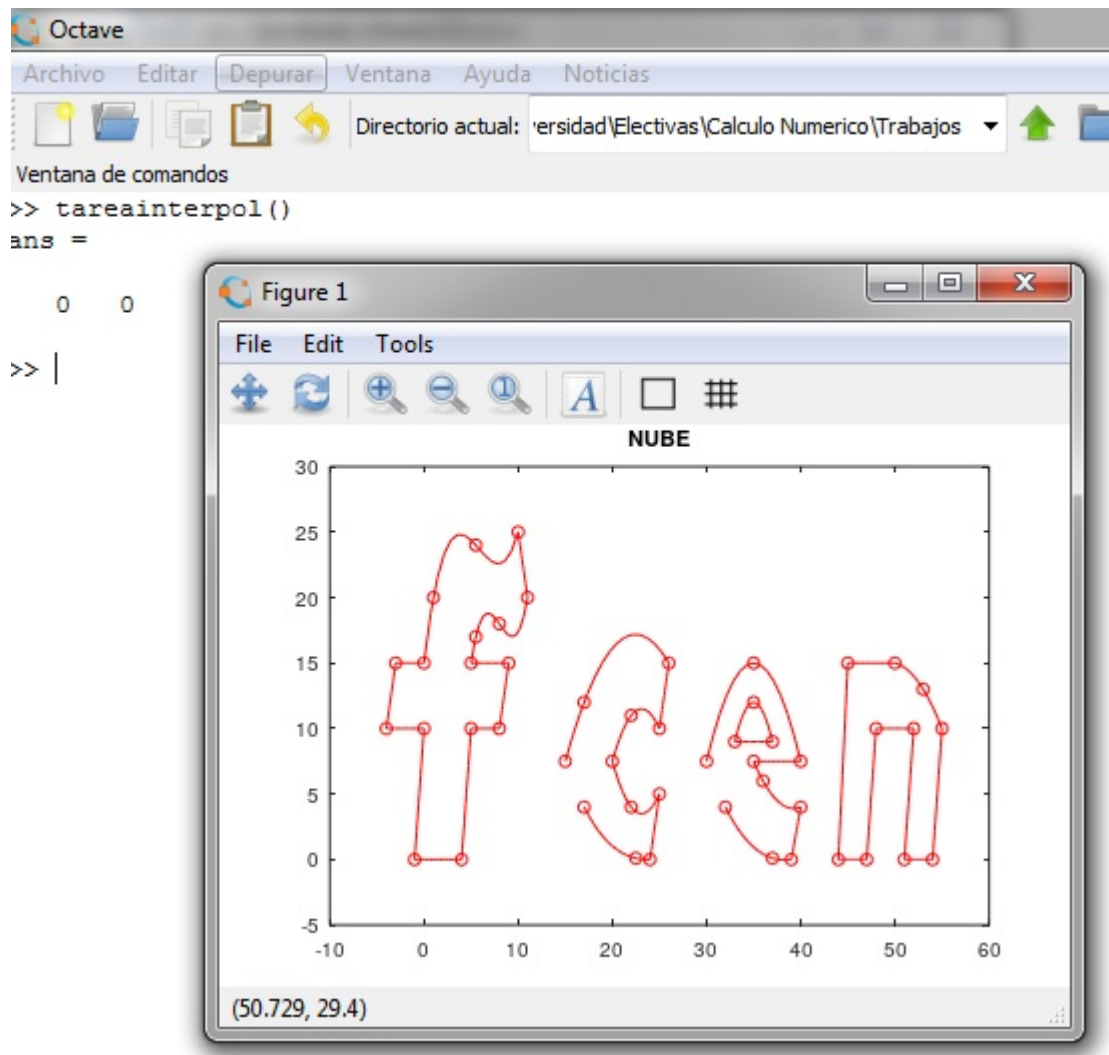 Octave
Archivo Editar Depurar Ventana Ayuda Noticias
Directorio actual: versidad\Electivas\Calculo Numerico\Trabajos
Ventana de comandos
>> tareainterpol()
ans =
0 0
>>
Figure 1
File Edit Tools
A
NUBE
30
25
20
15
10
5
0
-5
-10 0 10 20 30 40 50 60
fcen
(50.729, 29.4)